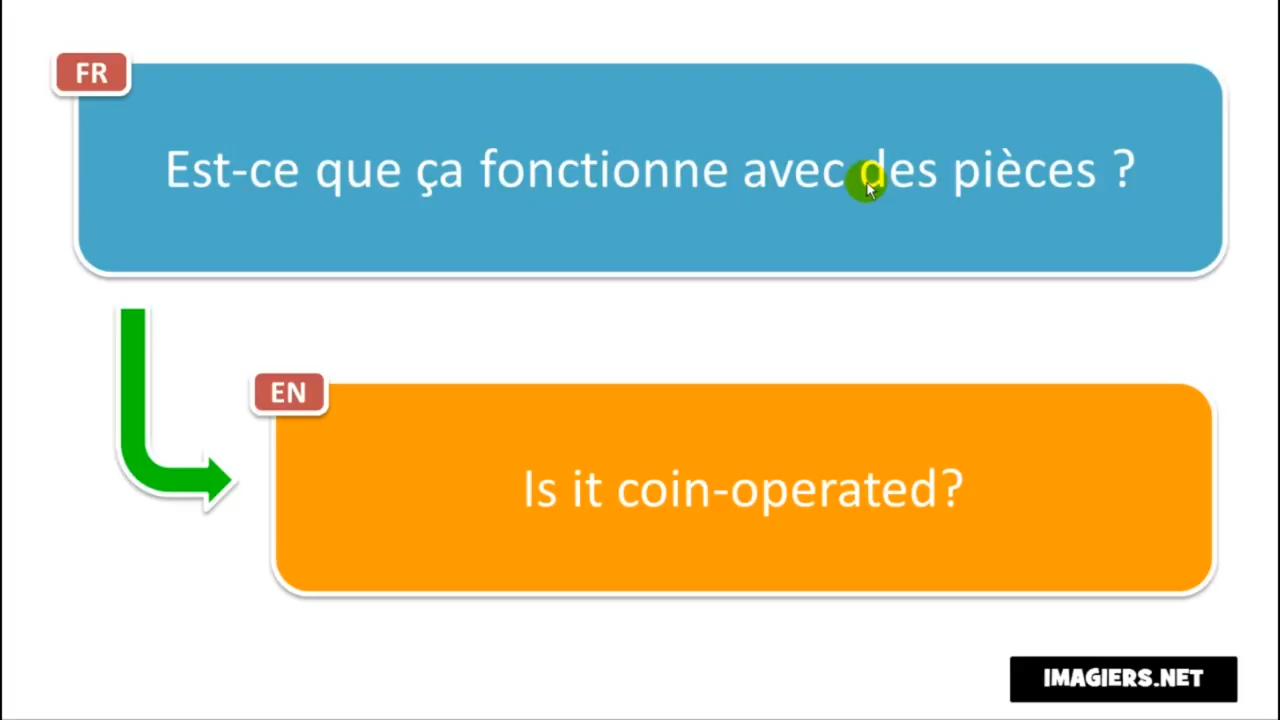 FR
Est-ce que ça fonctionne avec des pièces ?
EN
Is it coin-operated?
IMAGIERS.NET